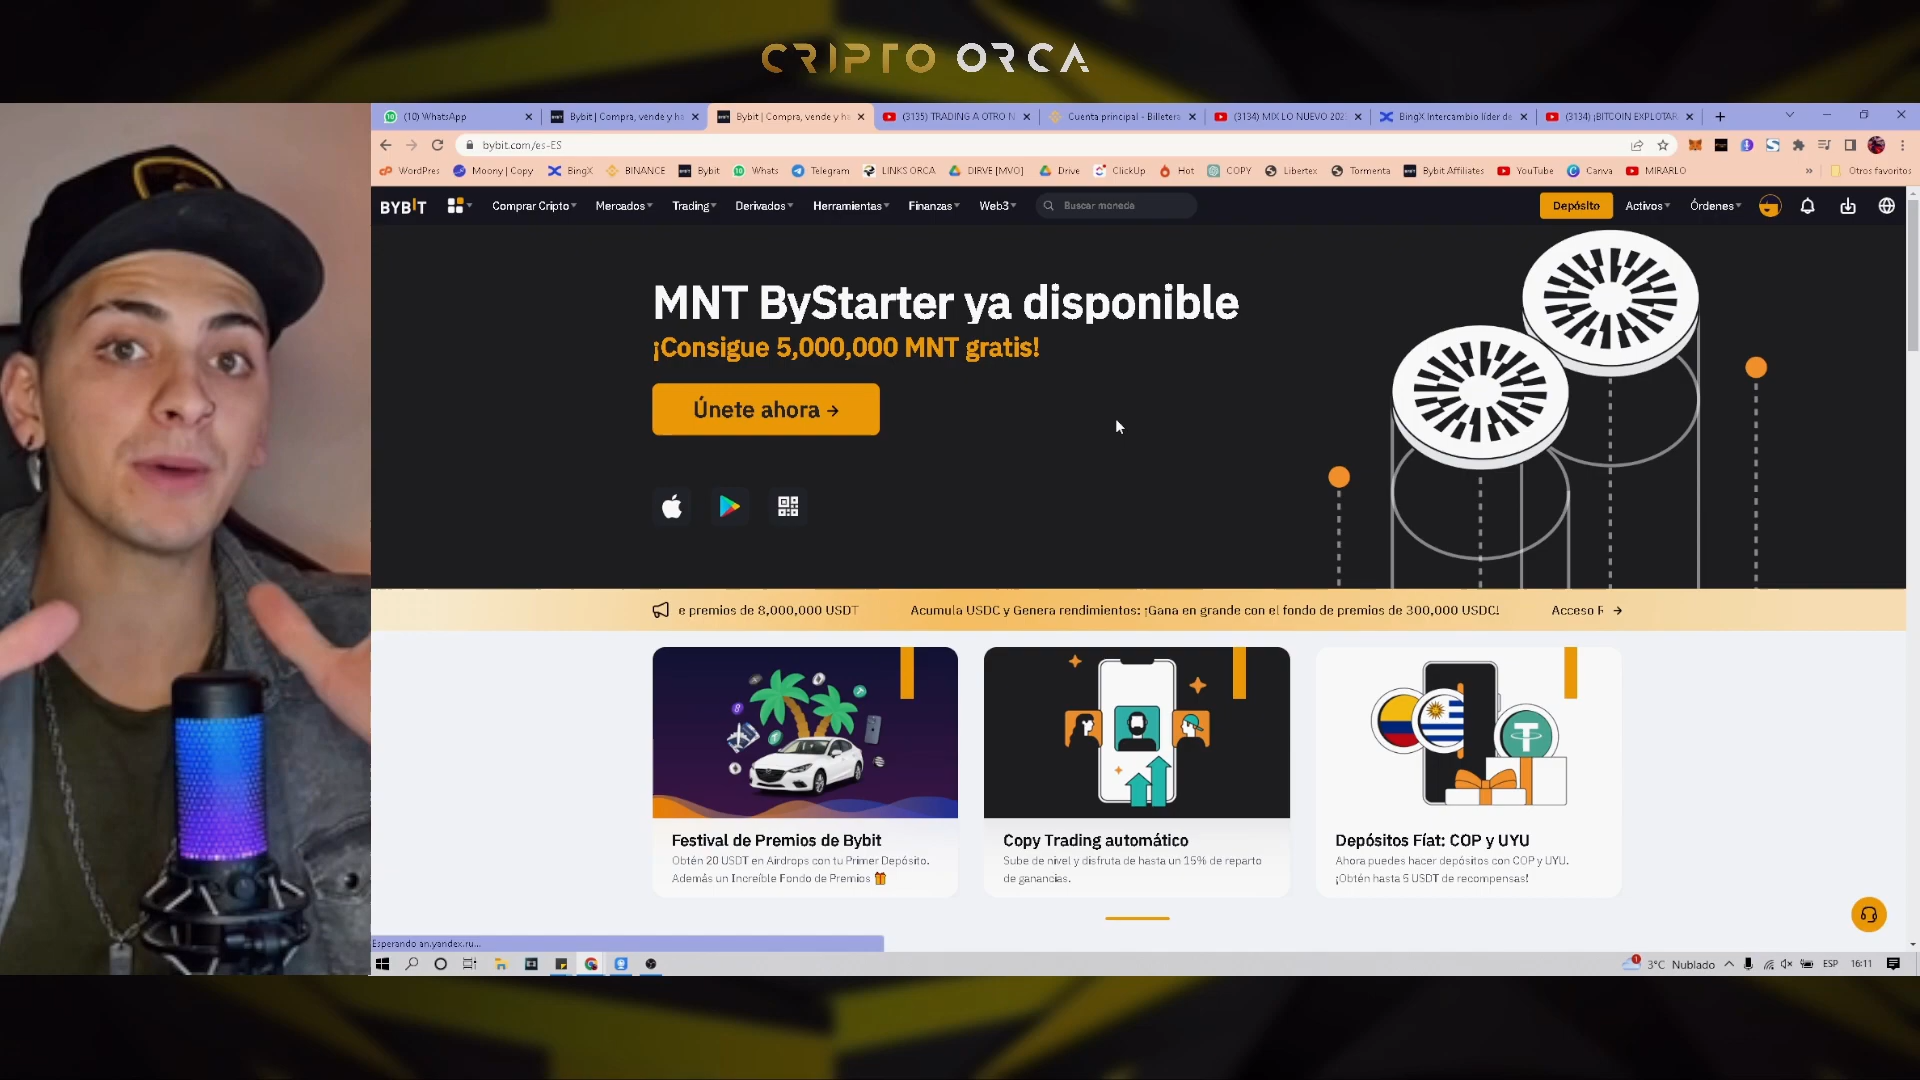 CRIPTO ORCA
(10) WhatsApp
Bybit | Compra, vende y h
Bybit | Compra, vende y h
(3135) TRADING A OTRO N
Cuenta principal - Billetera
(3134) MIX LO NUEVO 202
BingX Intercambio líder de
(3134) ¡BITCOIN EXPLOTAR
bybit.com/es-ES
WordPres
Moony | Copy
BingX
BINANCE
Bybit
Whats
Telegram
LINKS ORCA
DIRVE [MVO]
Drive
ClickUp
Hot
COPY
Libertex
Tormenta
Bybit Affiliates
YouTube
Canva
MIRARLO
»
Otros favoritos
BYBIT
Comprar Cripto
Mercados
Trading
Derivados
Herramientas
Finanzas
Web3
Buscar moneda
Depósito
Activos
Órdenes
MNT ByStarter ya disponible
¡Consigue 5,000,000 MNT gratis!
Únete ahora →
e premios de 8,000,000 USDT
Acumula USDC y Genera rendimientos: ¡Gana en grande con el fondo de premios de 300,000 USDC!
Acceso
Festival de Premios de Bybit
Obtén 20 USDT en Airdrops con tu Primer Depósito.
Además un Increíble Fondo de Premios
Copy Trading automático
Sube de nivel y disfruta de hasta un 15% de reparto
de ganancias.
Depósitos Fíat: COP y UYU
Ahora puedes hacer depósitos con COP y UYU.
¡Obtén hasta 5 USDT de recompensas!
Esperando an.yandex.ru...
3°C Nublado
ESP
16:11